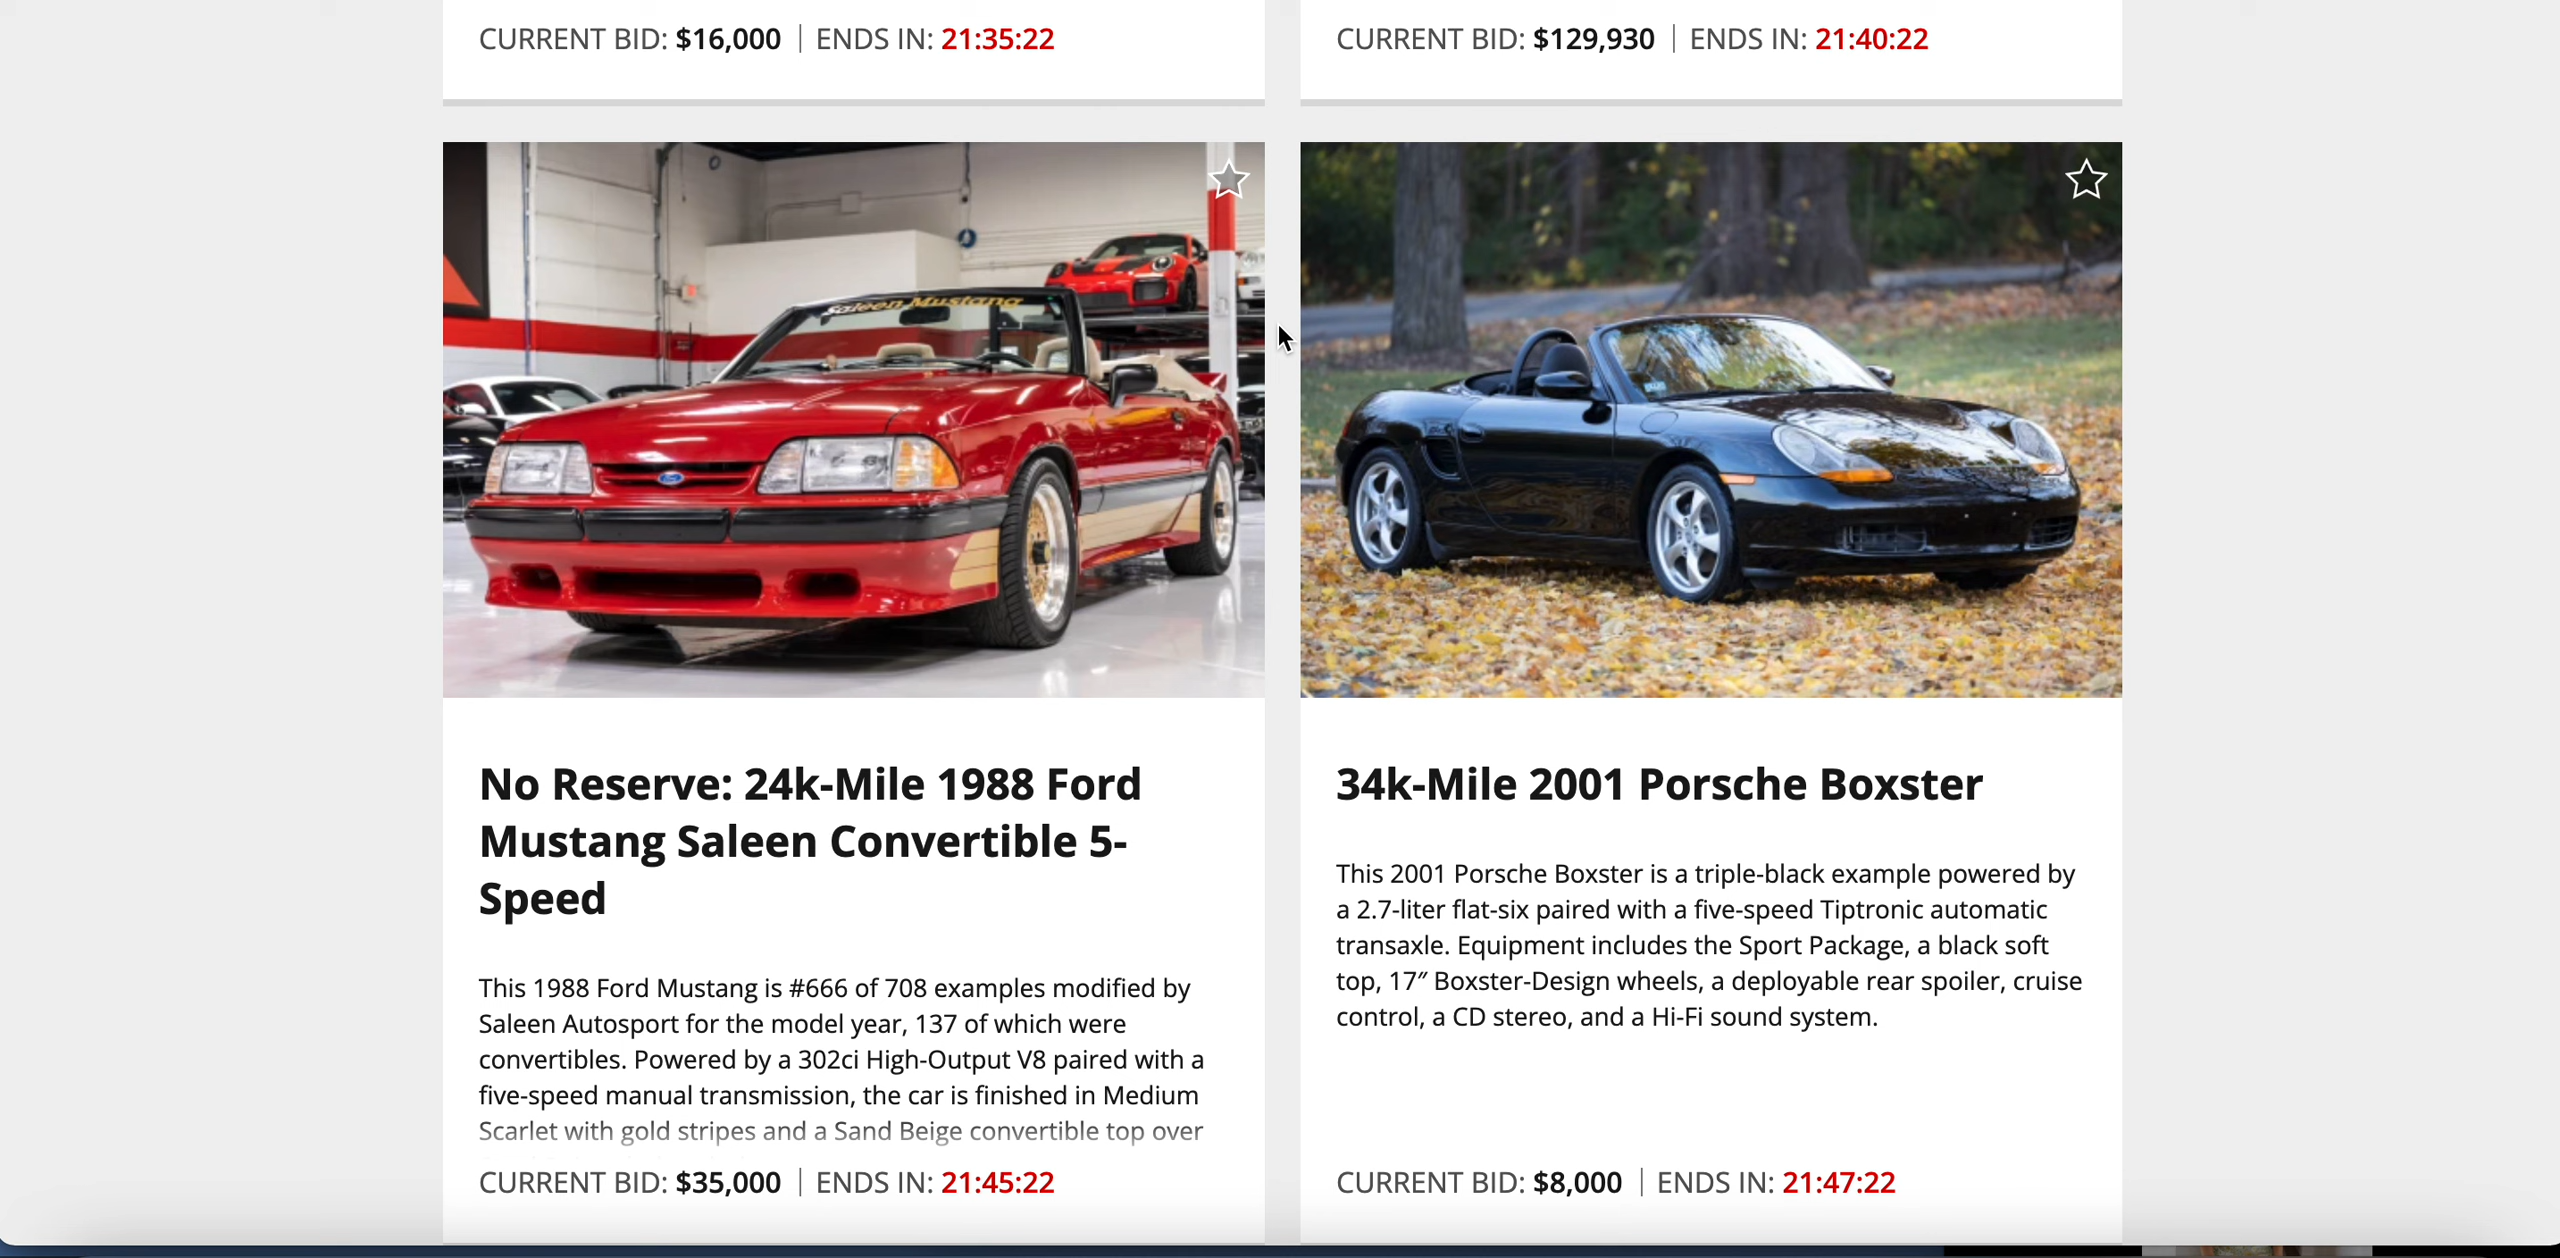 CURRENT BID: $16,000 | ENDS IN: 21:35:22
CURRENT BID: $129,930 | ENDS IN: 21:40:22
Saleen Mustang
Ford
No Reserve: 24k-Mile 1988 Ford
Mustang Saleen Convertible 5-
Speed
This 1988 Ford Mustang is #666 of 708 examples modified by
Saleen Autosport for the model year, 137 of which were
convertibles. Powered by a 302ci High-Output V8 paired with a
five-speed manual transmission, the car is finished in Medium
Scarlet with gold stripes and a Sand Beige convertible top over
CURRENT BID: $35,000 | ENDS IN: 21:45:22
34k-Mile 2001 Porsche Boxster
This 2001 Porsche Boxster is a triple-black example powered by
a 2.7-liter flat-six paired with a five-speed Tiptronic automatic
transaxle. Equipment includes the Sport Package, a black soft
top, 17″ Boxster-Design wheels, a deployable rear spoiler, cruise
control, a CD stereo, and a Hi-Fi sound system.
CURRENT BID: $8,000 | ENDS IN: 21:47:22